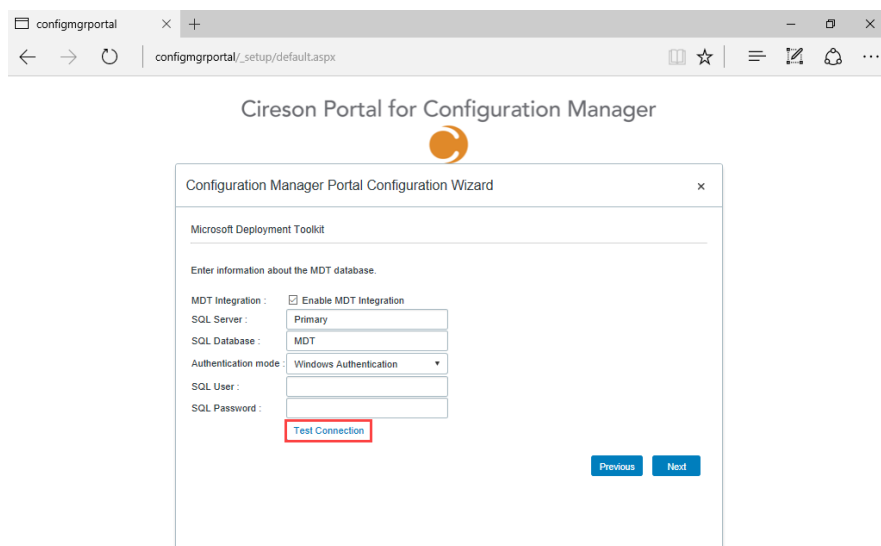 configmgrportal
configmgrportal/_setup/default.aspx
Cireson Portal for Configuration Manager
Configuration Manager Portal Configuration Wizard
Microsoft Deployment Toolkit
Enter information about the MDT database.
MDT Integration : Enable MDT Integration
SQL Server : Primary
SQL Database : MDT
Authentication mode : Windows Authentication
SQL User :
SQL Password :
Test Connection
Previous Next